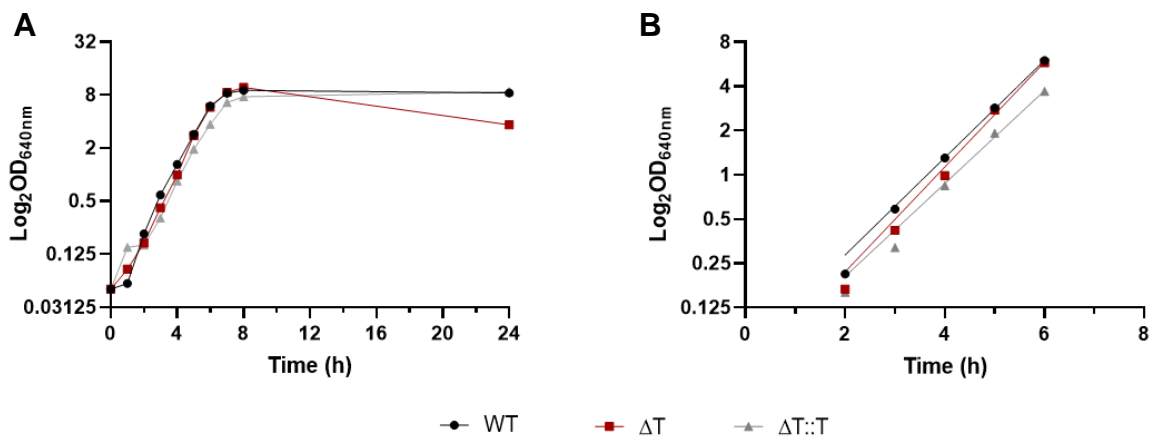 A
B
32
8
2
0.5
0.125
0.03125
Log₂OD₆₄₀ₙₘ
0 4 8 12 16 20 24
Time (h)
8
4
2
1
0.5
0.25
0.125
Log₂OD₆₄₀ₙₘ
0 2 4 6 8
Time (h)
WT ΔT ΔT::T